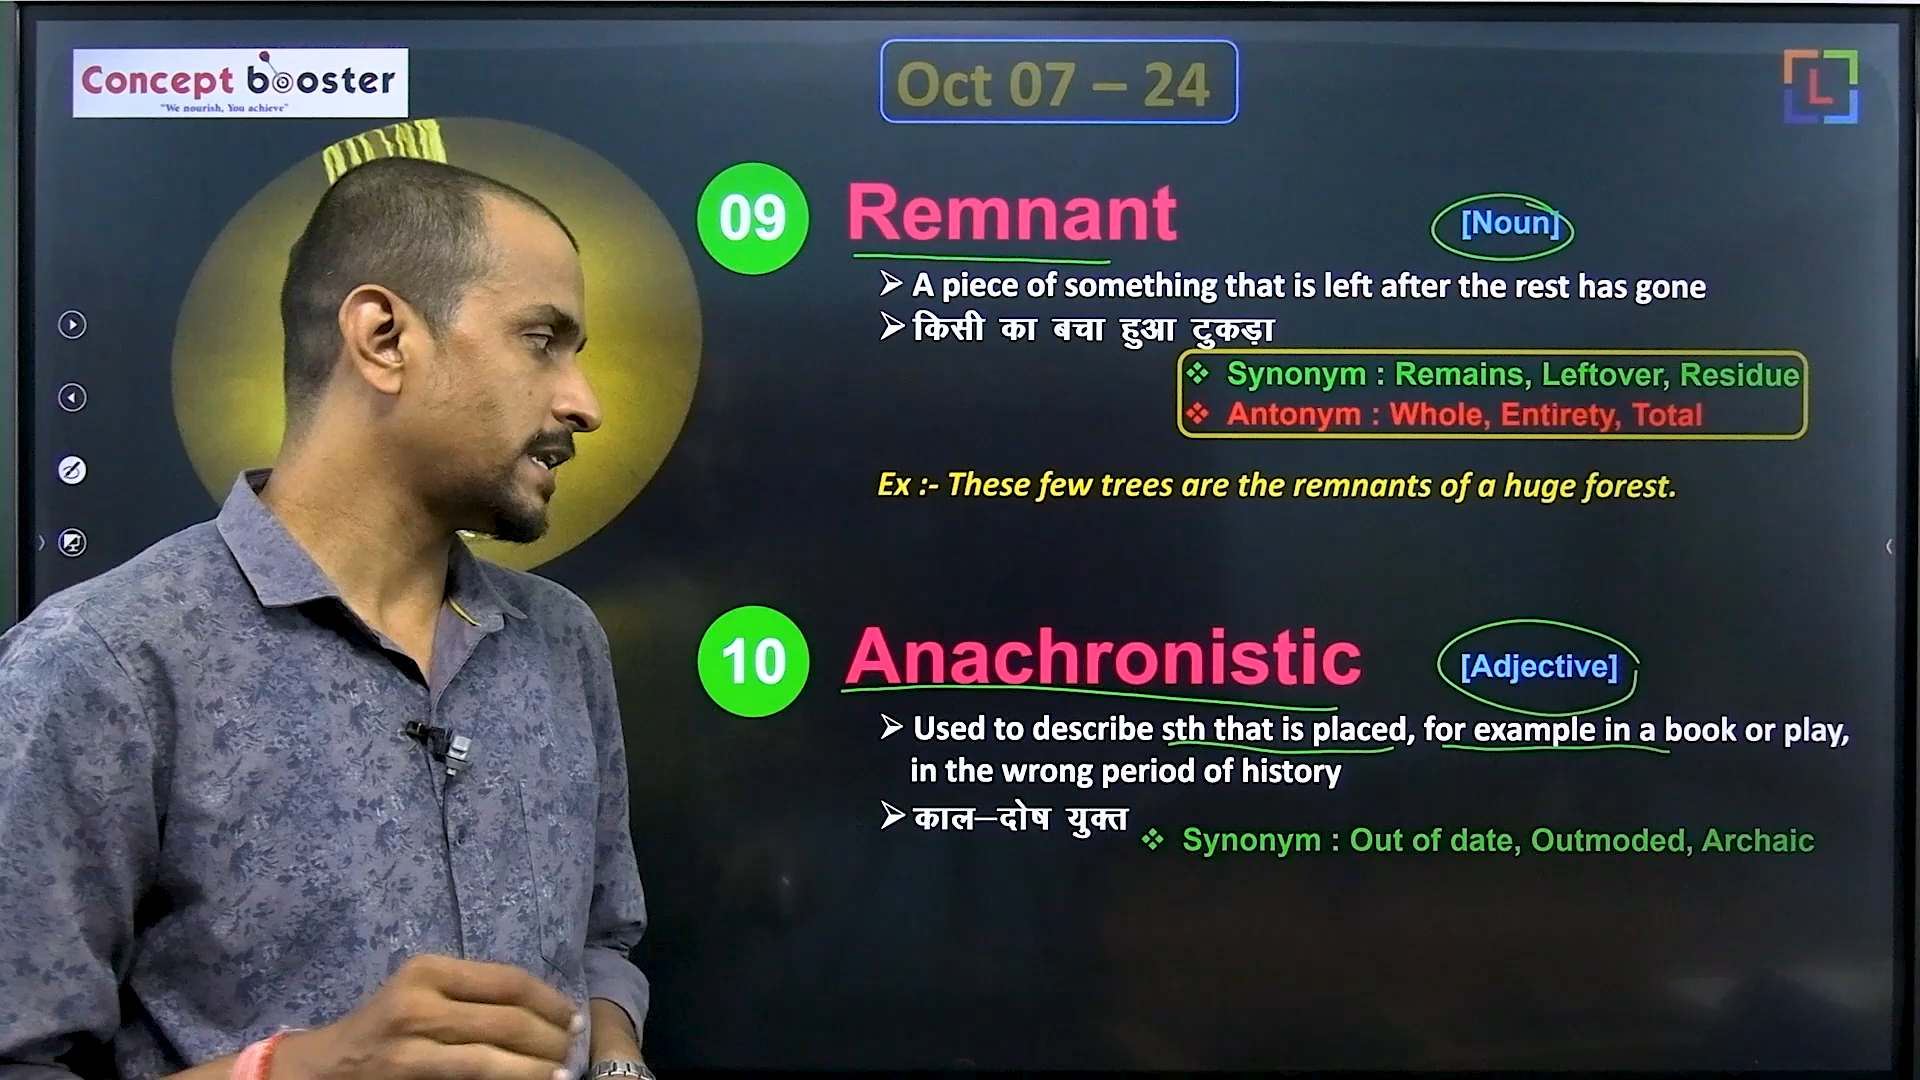 Concept booster
"We nourish, You achieve"
Oct 07 – 24
L
09 Remnant [Noun]
A piece of something that is left after the rest has gone
किसी का बचा हुआ टुकड़ा
Synonym : Remains, Leftover, Residue
Antonym : Whole, Entirety, Total
Ex :- These few trees are the remnants of a huge forest.
10 Anachronistic [Adjective]
Used to describe sth that is placed, for example in a book or play,
in the wrong period of history
काल–दोष युक्त
Synonym : Out of date, Outmoded, Archaic